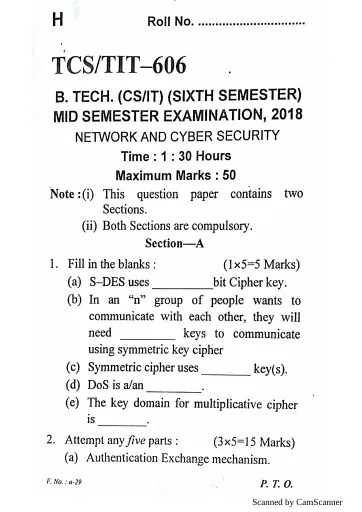 H Roll No. ...............................
TCS/TIT–606
B. TECH. (CS/IT) (SIXTH SEMESTER)
MID SEMESTER EXAMINATION, 2018
NETWORK AND CYBER SECURITY
Time : 1 : 30 Hours
Maximum Marks : 50
Note :(i) This question paper contains two
Sections.
(ii) Both Sections are compulsory.
Section—A
1. Fill in the blanks : (1×5=5 Marks)
(a) S–DES uses __________bit Cipher key.
(b) In an “n” group of people wants to
communicate with each other, they will
need _________ keys to communicate
using symmetric key cipher
(c) Symmetric cipher uses ________ key(s).
(d) DoS is a/an _________.
(e) The key domain for multiplicative cipher
is ________.
2. Attempt any five parts : (3×5=15 Marks)
(a) Authentication Exchange mechanism.
F. No. : a-29 P. T. O.
Scanned by CamScanner